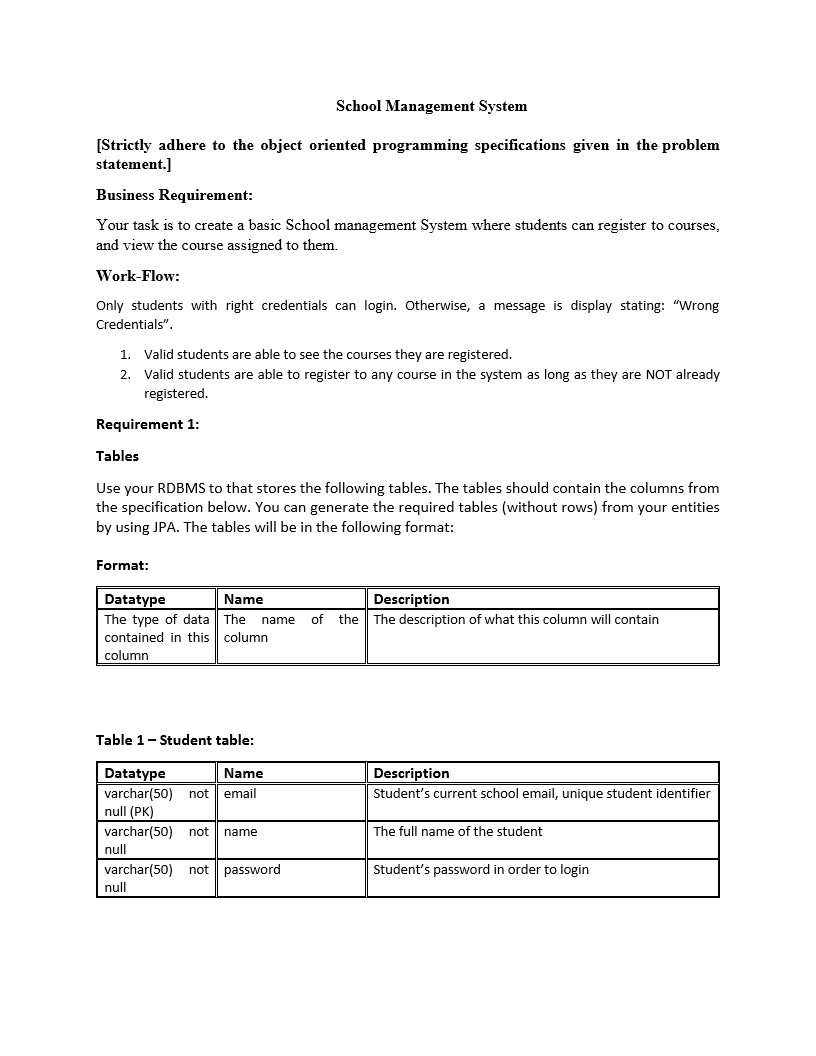 School Management System
[Strictly adhere to the object oriented programming specifications given in the problem
statement.]
Business Requirement:
Your task is to create a basic School management System where students can register to courses,
and view the course assigned to them.
Work-Flow:
Only students with right credentials can login. Otherwise, a message is display stating: “Wrong
Credentials”.
1. Valid students are able to see the courses they are registered.
2. Valid students are able to register to any course in the system as long as they are NOT already
registered.
Requirement 1:
Tables
Use your RDBMS to that stores the following tables. The tables should contain the columns from
the specification below. You can generate the required tables (without rows) from your entities
by using JPA. The tables will be in the following format:
Format:
Datatype Name Description
The type of data The name of the The description of what this column will contain
contained in this column
column
Table 1 – Student table:
Datatype Name Description
varchar(50) not email Student’s current school email, unique student identifier
null (PK)
varchar(50) not name The full name of the student
null
varchar(50) not password Student’s password in order to login
null